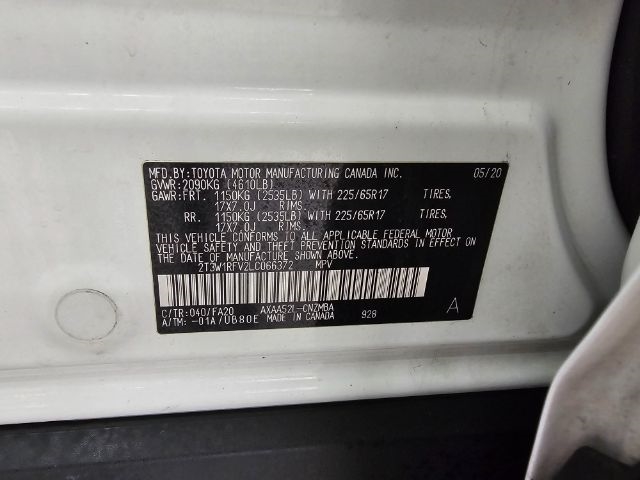 MFD.BY:TOYOTA MOTOR MANUFACTURING CANADA INC. 05/20
GVWR:2090KG (4610LB)
GAWR:FRT. 1150KG (2535LB) WITH 225/65R17 TIRES.
17X7.0J RIMS.
RR. 1150KG (2535LB) WITH 225/65R17 TIRES.
17X7.0J RIMS.
THIS VEHICLE CONFORMS TO ALL APPLICABLE FEDERAL MOTOR
VEHICLE SAFETY AND THEFT PREVENTION STANDARDS IN EFFECT
ON THE DATE OF MANUFACTURE SHOWN ABOVE.
2T3W1RFV2LC066372 MPV
C/TR:040/FA20 AXAA52L-CNZMBA A
A/TM:-01A/UB80E MADE IN CANADA 928